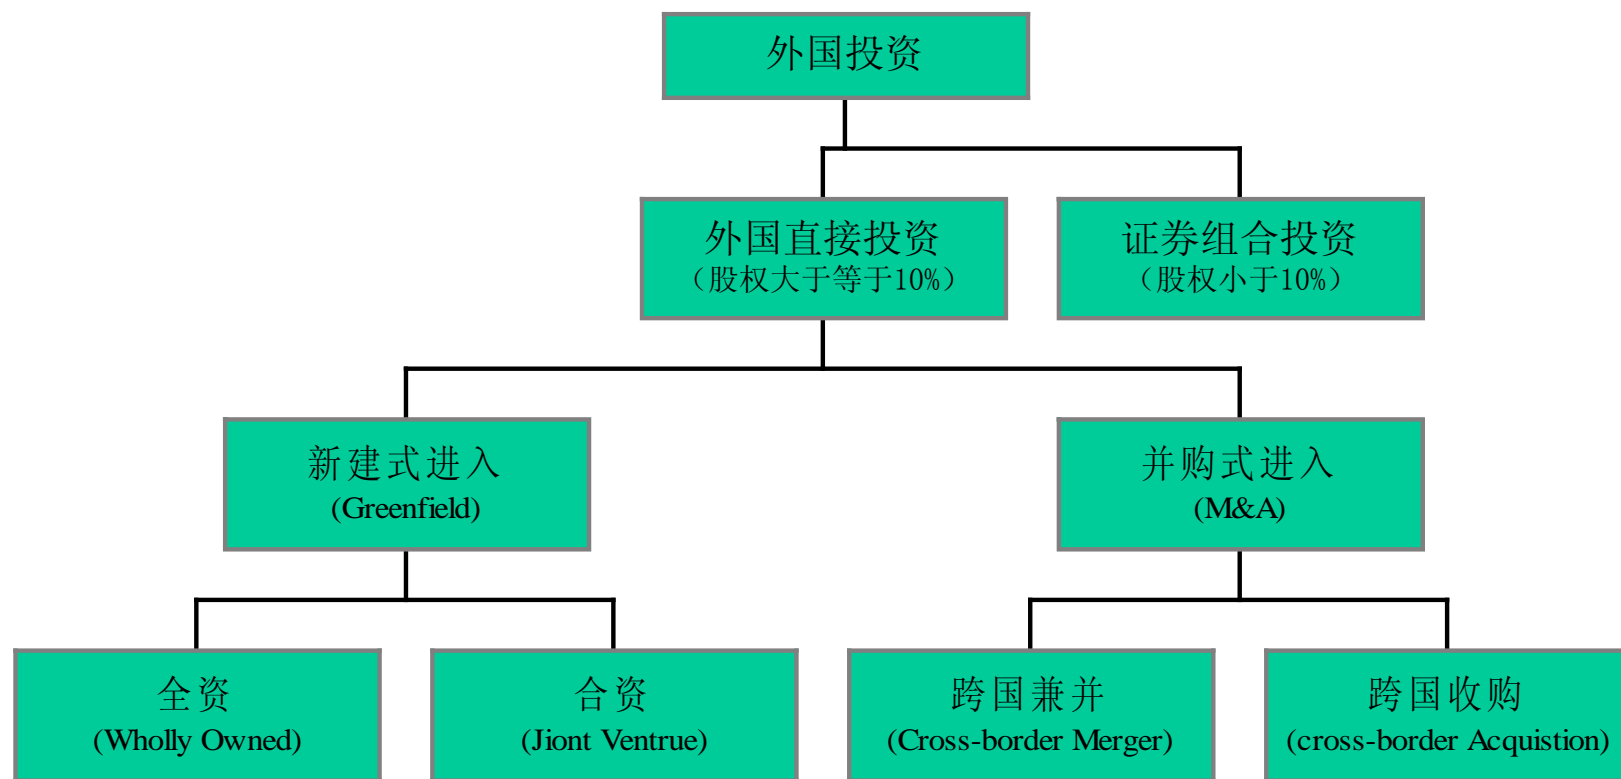 外国投资
外国直接投资
（股权大于等于10%）
证券组合投资
（股权小于10%）
新建式进入
(Greenfield)
并购式进入
(M&A)
全资
(Wholly Owned)
合资
(Jiont Ventrue)
跨国兼并
(Cross-border Merger)
跨国收购
(cross-border Acquistion)